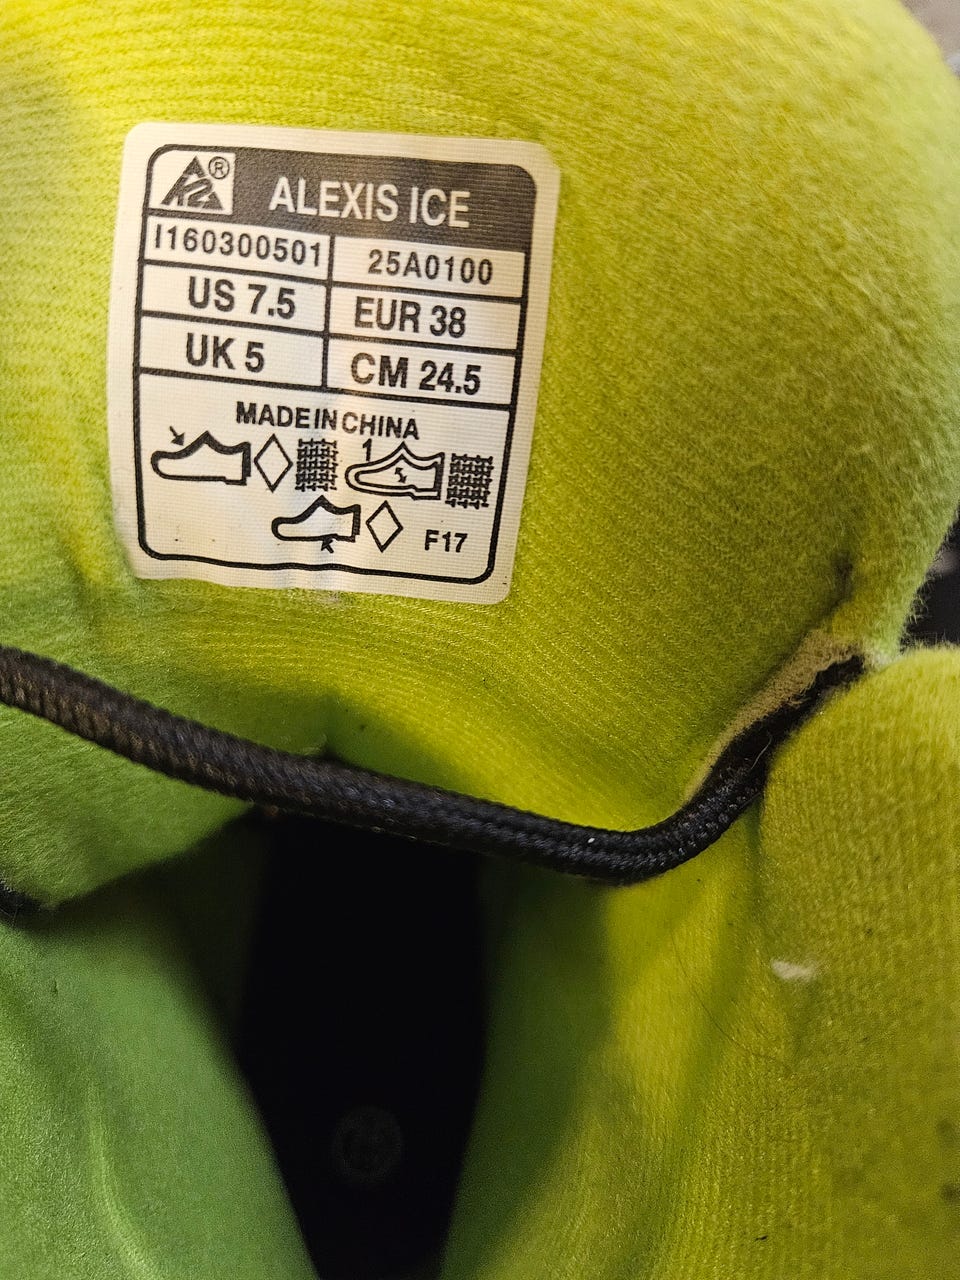 K2® ALEXIS ICE
I160300501 25A0100
US 7.5 EUR 38
UK 5 CM 24.5
MADE IN CHINA
1
F17